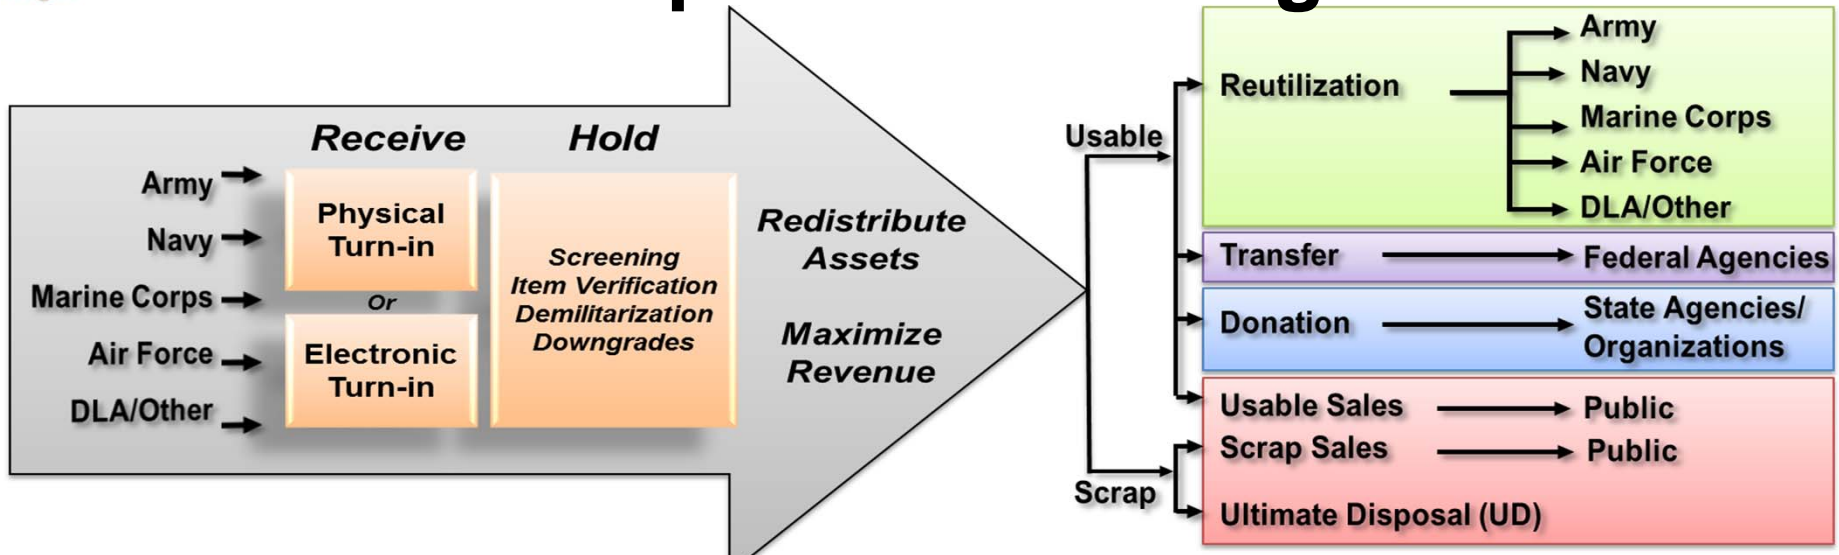 Receive
Hold
Army
Navy
Marine Corps
Air Force
DLA/Other
Physical
Turn-in
Or
Electronic
Turn-in
Screening
Item Verification
Demilitarization
Downgrades
Redistribute
Assets
Maximize
Revenue
Usable
Scrap
Reutilization
Army
Navy
Marine Corps
Air Force
DLA/Other
Transfer
Federal Agencies
Donation
State Agencies/
Organizations
Usable Sales
Public
Scrap Sales
Public
Ultimate Disposal (UD)